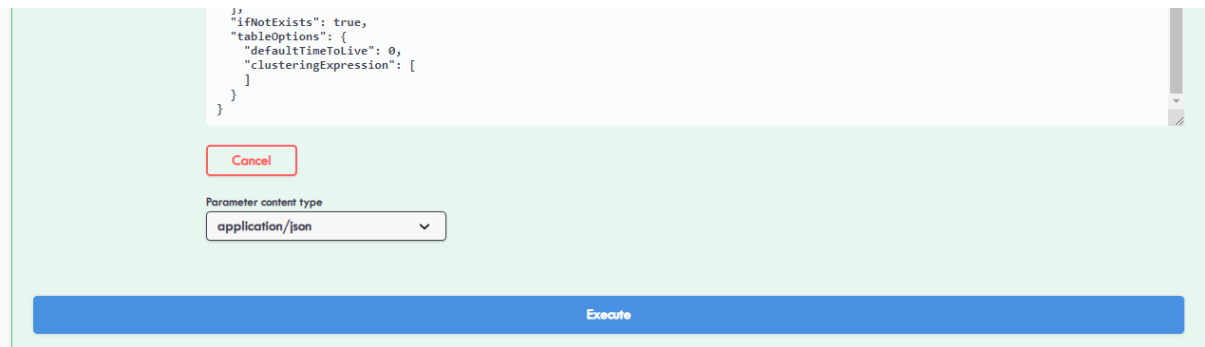 ],
"ifNotExists": true,
"tableOptions": {
"defaultTimeToLive": 0,
"clusteringExpression": [
]
}
}
Cancel
Parameter content type
application/json
Execute